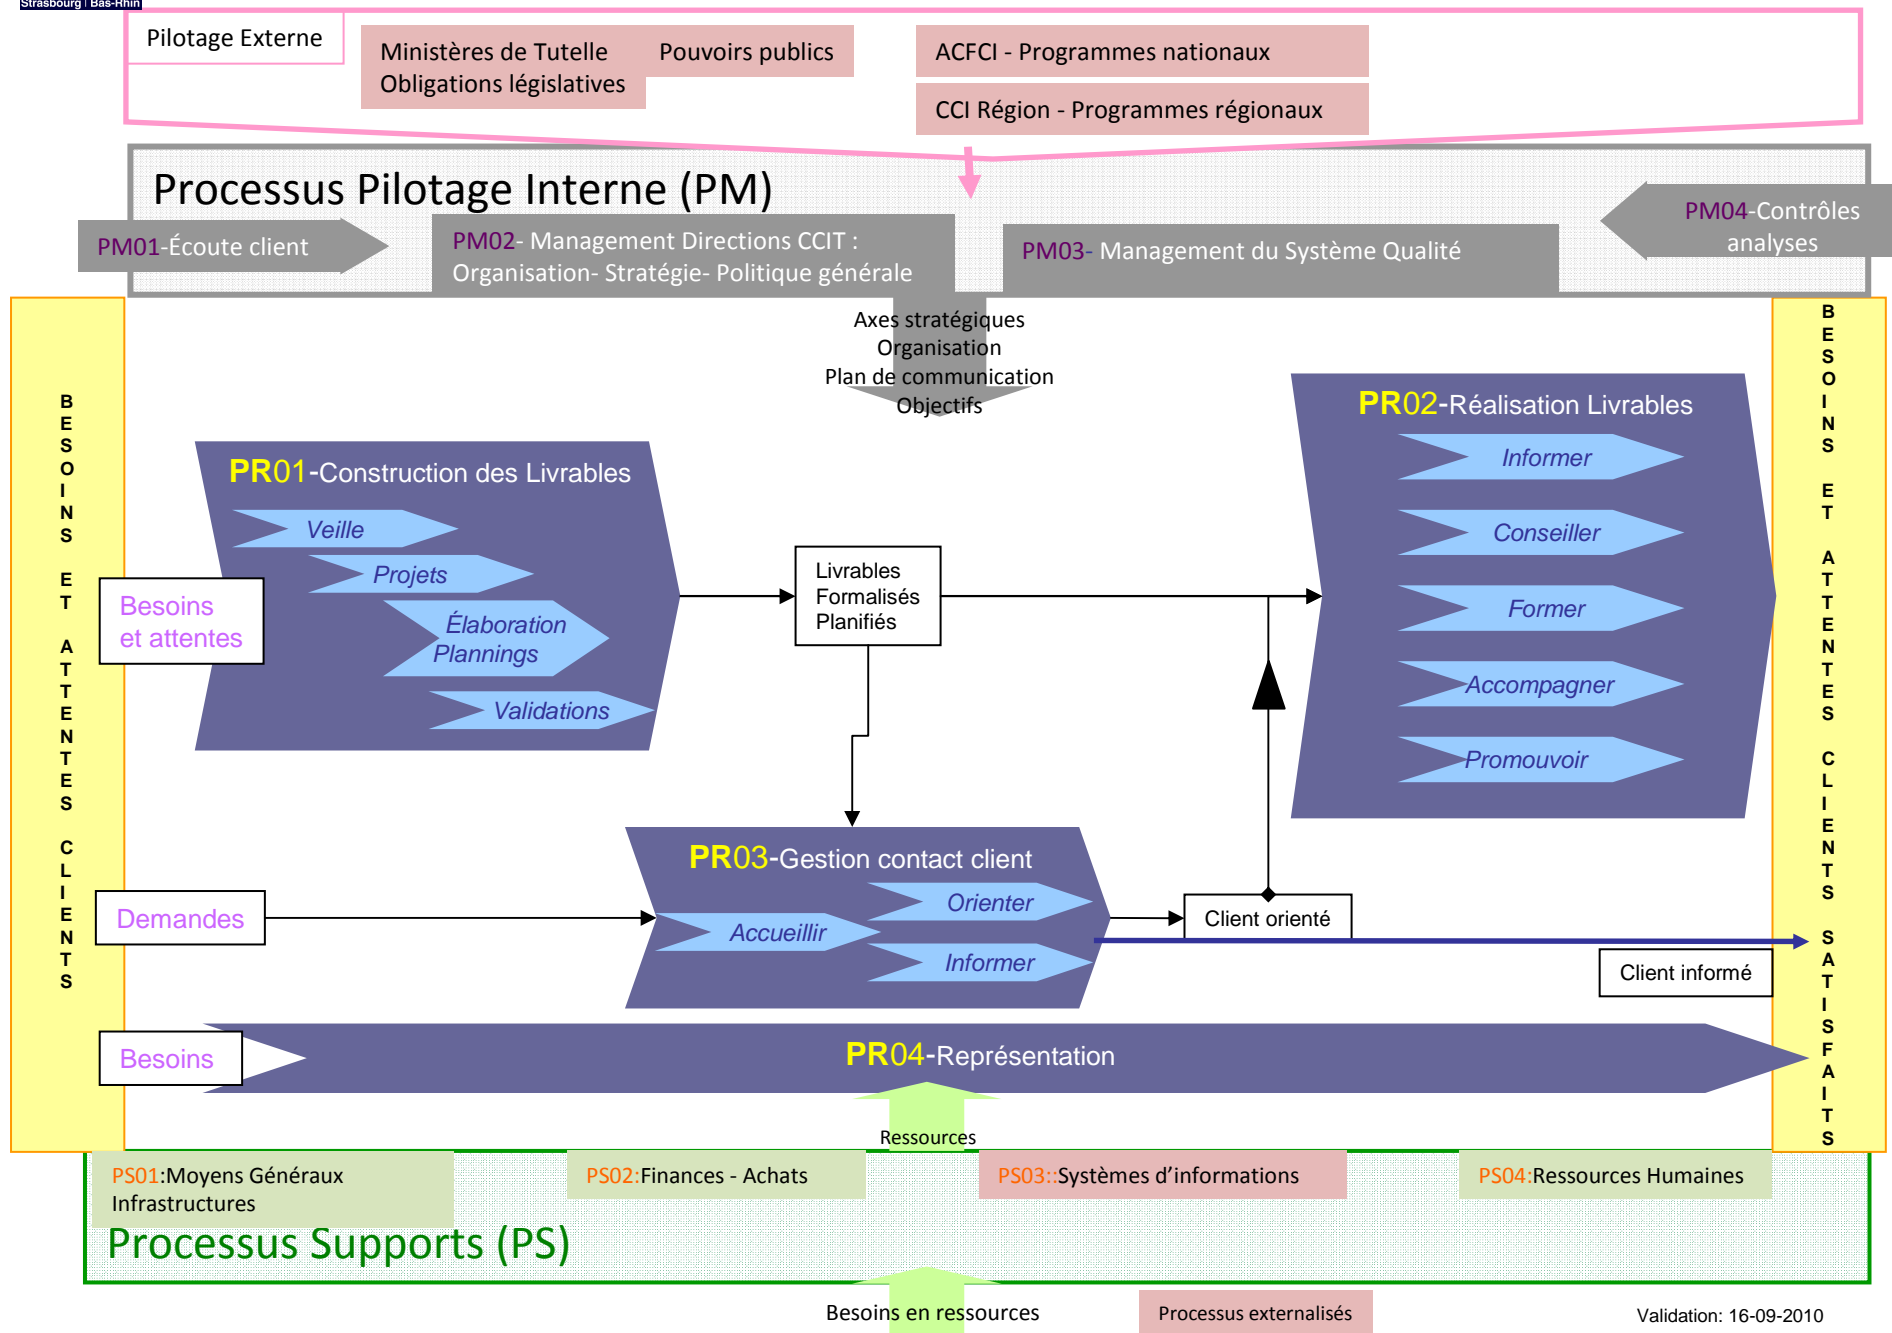 Strasbourg | Bas-Rhin
Pilotage Externe
Ministères de Tutelle
Obligations législatives
Pouvoirs publics
ACFCI - Programmes nationaux
CCI Région - Programmes régionaux
Processus Pilotage Interne (PM)
PM01-Écoute client
PM02- Management Directions CCIT :
Organisation- Stratégie- Politique générale
PM03- Management du Système Qualité
PM04-Contrôles
analyses
Axes stratégiques
Organisation
Plan de communication
Objectifs
BESOINS ET ATTENTES CLIENTS
PR01-Construction des Livrables
Veille
Projets
Élaboration
Plannings
Validations
Besoins
et attentes
Livrables
Formalisés
Planifiés
PR02-Réalisation Livrables
Informer
Conseiller
Former
Accompagner
Promouvoir
BESOINS ET ATTENTES CLIENTS SATISFAITS
PR03-Gestion contact client
Orienter
Accueillir
Informer
Demandes
Client orienté
Client informé
Besoins
PR04-Représentation
Ressources
PS01:Moyens Généraux
Infrastructures
PS02:Finances - Achats
PS03::Systèmes d'informations
PS04:Ressources Humaines
Processus Supports (PS)
Besoins en ressources
Processus externalisés
Validation: 16-09-2010